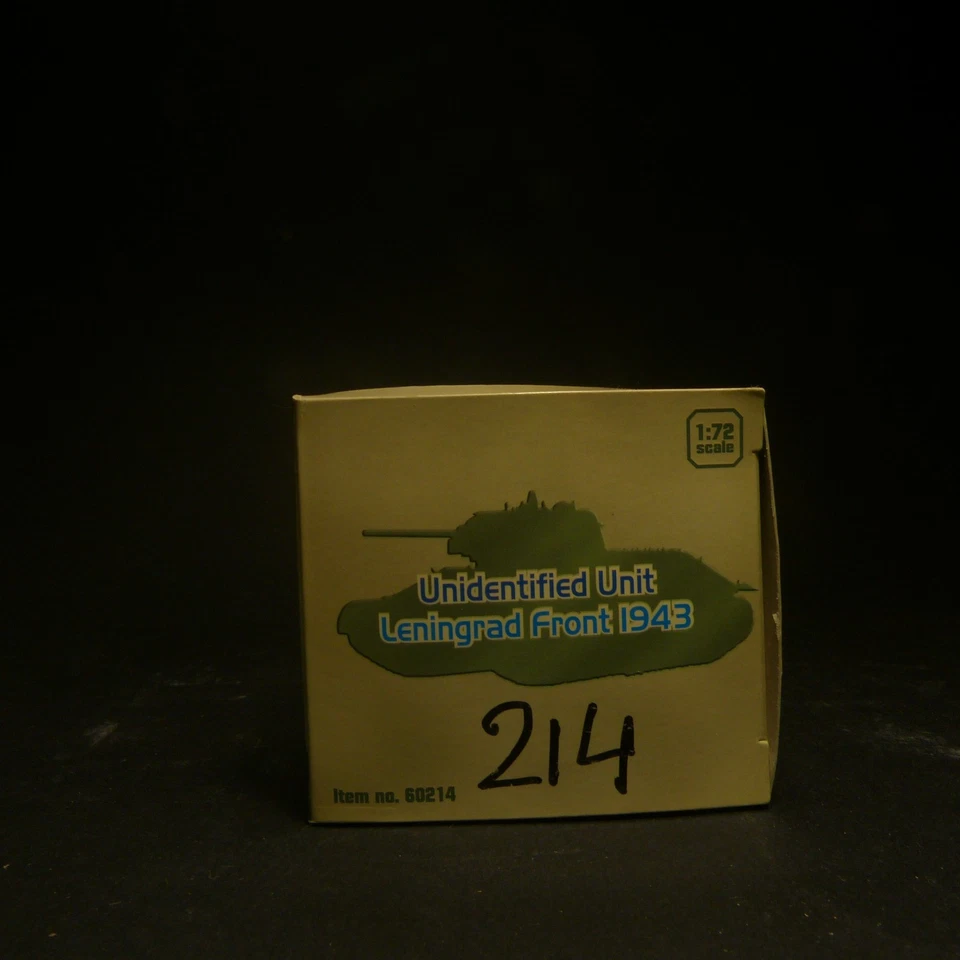 1:72
scale
Unidentified Unit
Leningrad Front 1943
214
Item no. 60214